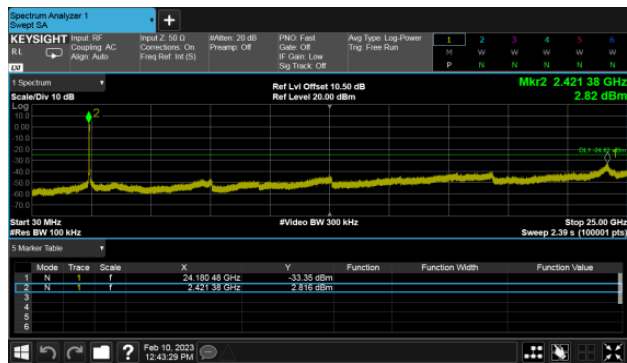 Spectrum Analyzer 1
Swept SA
+
KEYSIGHT
Input: RF
Input Z: 50 Ω
#Atten: 20 dB
PNO: Fast
Avg Type: Log-Power
1 2 3 4 5 6
R L
Coupling: AC
Corrections: On
Preamp: Off
Gate: Off
Trig: Free Run
M W W W W W
Align: Auto
Freq Ref: Int (S)
IF Gain: Low
Sig Track: Off
P N N N N N
1 Spectrum
Ref Lvl Offset 10.50 dB
Mkr2 2.421 38 GHz
Scale/Div 10 dB
Ref Level 20.00 dBm
2.82 dBm
Log
2
10.0
0.00
-10.0
-20.0
-30.0
-40.0
-50.0
-60.0
-70.0
Start 30 MHz
#Video BW 300 kHz
Stop 25.00 GHz
#Res BW 100 kHz
Sweep 2.39 s (100001 pts)
5 Marker Table
Mode Trace Scale X Y Function Function Width Function Value
1 N 1 f 24.180 48 GHz -33.35 dBm
2 N 1 f 2.421 38 GHz 2.816 dBm
3
4
5
6
?
Feb 10, 2023
12:43:29 PM